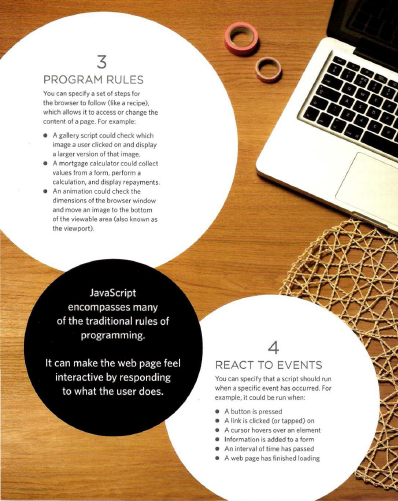 3
PROGRAM RULES
You can specify a set of steps for
the browser to follow (like a recipe),
which allows it to access or change the
content of a page. For example:
● A gallery script could check which
image a user clicked on and display
a larger version of that image.
● A mortgage calculator could collect
values from a form, perform a
calculation, and display repayments.
● An animation could check the
dimensions of the browser window
and move an image to the bottom
of the viewable area (also known as
the viewport).
JavaScript
encompasses many
of the traditional rules of
programming.
It can make the web page feel
interactive by responding
to what the user does.
4
REACT TO EVENTS
You can specify that a script should run
when a specific event has occurred. For
example, it could be run when:
● A button is pressed
● A link is clicked (or tapped) on
● A cursor hovers over an element
● Information is added to a form
● An interval of time has passed
● A web page has finished loading